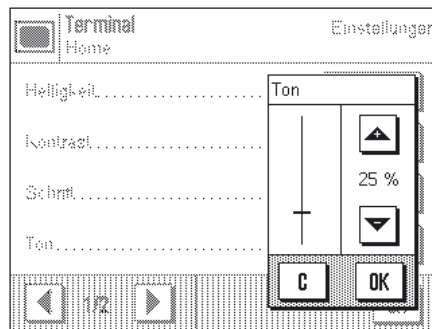 Terminal
Home
Einstellungen
Helligkeit
Kontrast
Schrift
Ton
Ton
25 %
C
OK
1/2